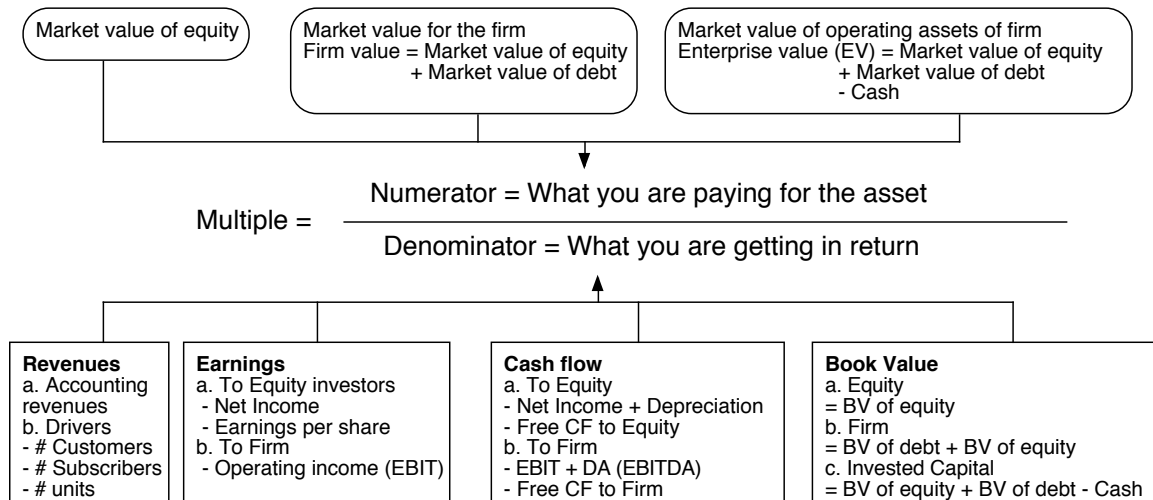 Market value of equity
Market value for the firm
Firm value = Market value of equity
+ Market value of debt
Market value of operating assets of firm
Enterprise value (EV) = Market value of equity
+ Market value of debt
- Cash
Numerator = What you are paying for the asset
Multiple =
Denominator = What you are getting in return
Revenues
a. Accounting
revenues
b. Drivers
- # Customers
- # Subscribers
- # units
Earnings
a. To Equity investors
- Net Income
- Earnings per share
b. To Firm
- Operating income (EBIT)
Cash flow
a. To Equity
- Net Income + Depreciation
- Free CF to Equity
b. To Firm
- EBIT + DA (EBITDA)
- Free CF to Firm
Book Value
a. Equity
= BV of equity
b. Firm
= BV of debt + BV of equity
c. Invested Capital
= BV of equity + BV of debt - Cash